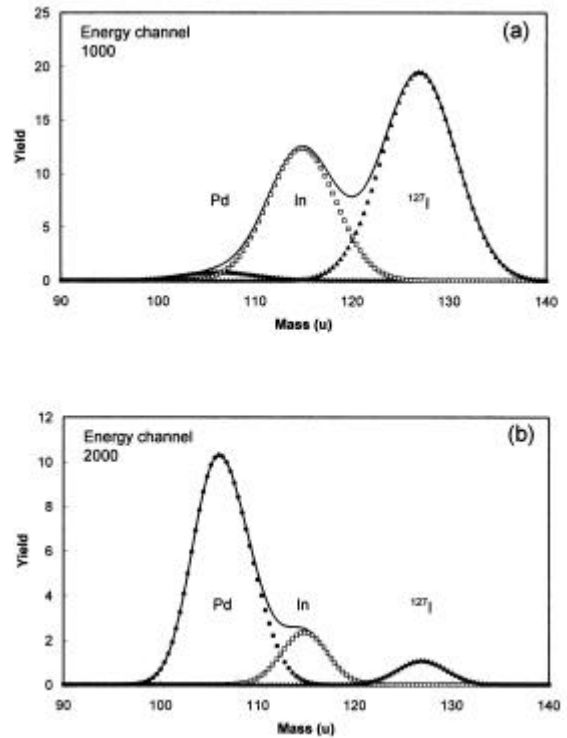 Energy channel
1000
(a)
25
20
15
10
5
0
Yield
Pd In ¹²⁷I
90 100 110 120 130 140
Mass (u)
Energy channel
2000
(b)
12
10
8
6
4
2
0
Yield
Pd In ¹²⁷I
90 100 110 120 130 140
Mass (u)